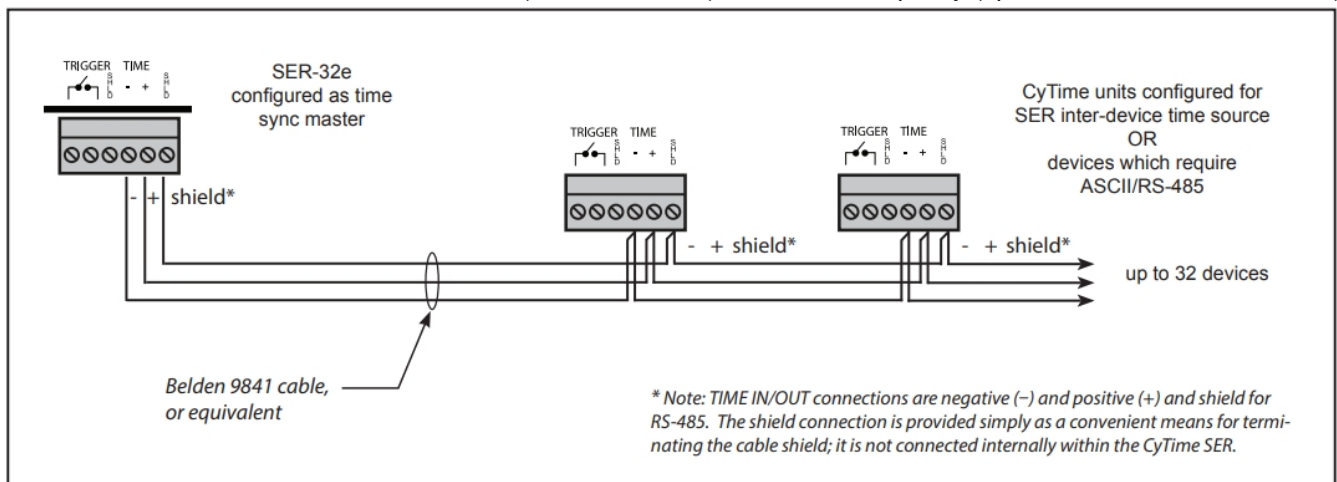 TRIGGER TIME
SHLD - + SHLD
SER-32e
configured as time
sync master
- + shield*
TRIGGER TIME
SHLD - + SHLD
- + shield*
TRIGGER TIME
SHLD - + SHLD
- + shield*
CyTime units configured for
SER inter-device time source
OR
devices which require
ASCII/RS-485
up to 32 devices
Belden 9841 cable,
or equivalent
* Note: TIME IN/OUT connections are negative (–) and positive (+) and shield for
RS-485. The shield connection is provided simply as a convenient means for termi-
nating the cable shield; it is not connected internally within the CyTime SER.